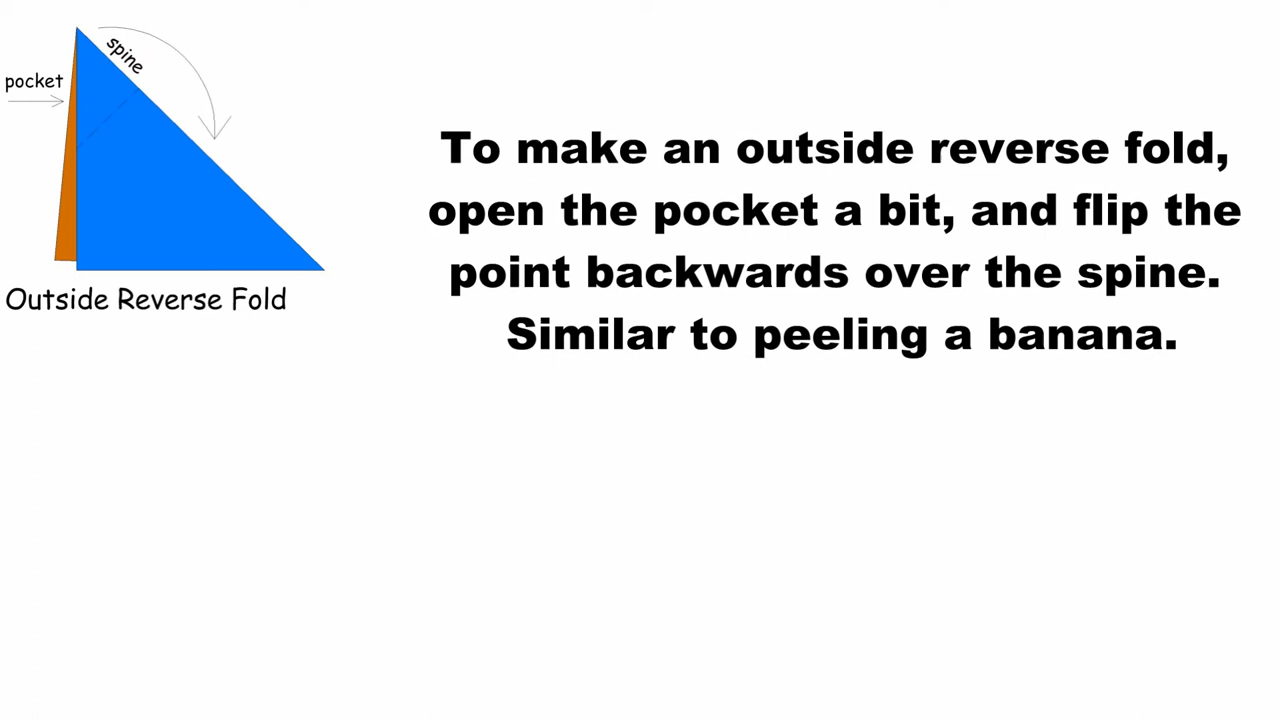 spine
pocket
To make an outside reverse fold,
open the pocket a bit, and flip the
point backwards over the spine.
Similar to peeling a banana.
Outside Reverse Fold